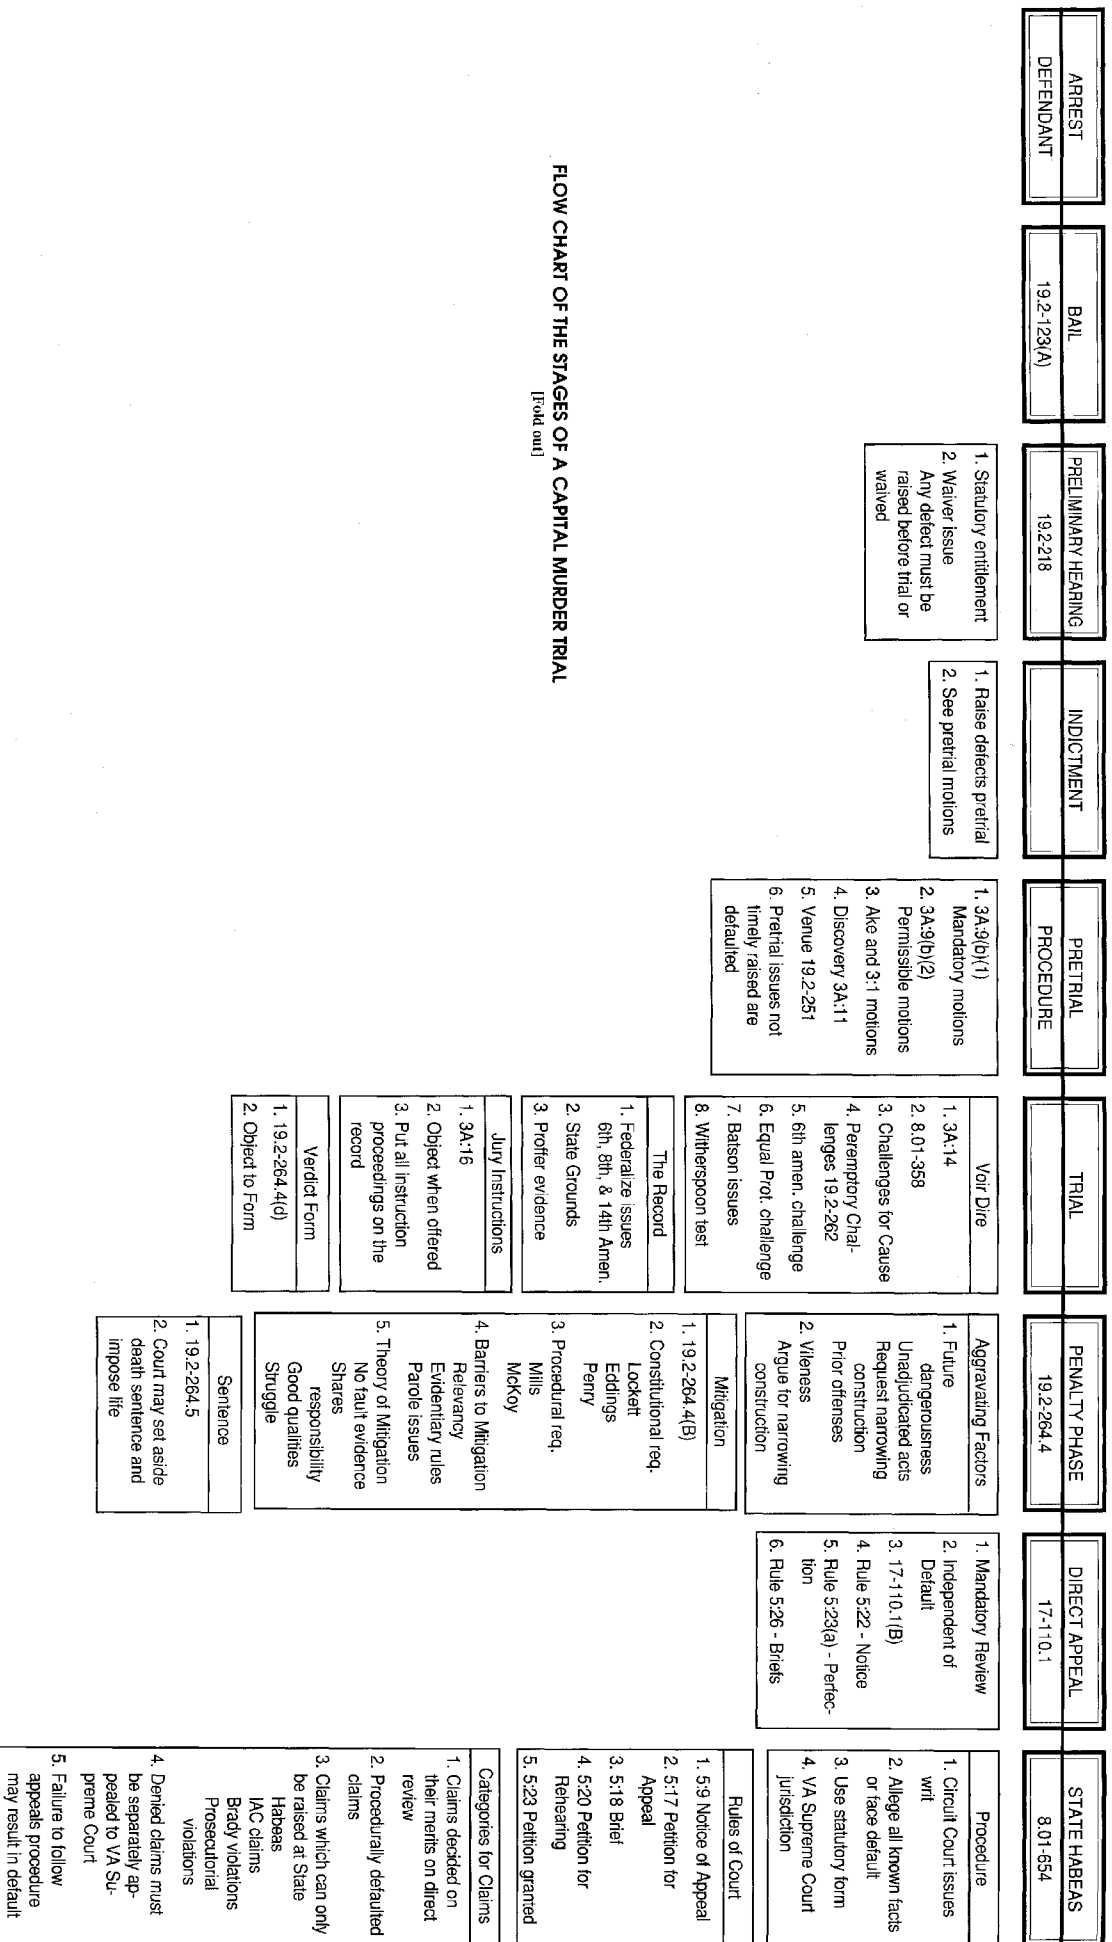 FLOW CHART OF THE STAGES OF A CAPITAL MURDER TRIAL
[Fold out]
ARREST
DEFENDANT
BAIL
19.2-123(A)
PRELIMINARY HEARING
19.2-218
1. Statutory entitlement
2. Waiver issue
Any defect must be
raised before trial or
waived
INDICTMENT
1. Raise defects pretrial
2. See pretrial motions
PRETRIAL
PROCEDURE
1. 3A:9(b)(1)
Mandatory motions
2. 3A:9(b)(2)
Permissible motions
3. Ake and 3:1 motions
4. Discovery 3A:11
5. Venue 19.2-251
6. Pretrial issues not
timely raised are
defaulted
TRIAL
Voir Dire
1. 3A:14
2. 8.01-358
3. Challenges for Cause
4. Peremptory Chal-
lenges 19.2-262
5. 6th amen. challenge
6. Equal Prot. challenge
7. Batson issues
8. Witherspoon test
The Record
1. Federalize issues
6th, 8th, & 14th Amen.
2. State Grounds
3. Proffer evidence
Jury Instructions
1. 3A:16
2. Object when offered
3. Put all instruction
proceedings on the
record
Verdict Form
1. 19.2-264.4(d)
2. Object to Form
PENALTY PHASE
19.2-264.4
Aggravating Factors
1. Future
dangerousness
Unadjudicated acts
Request narrowing
construction
Prior offenses
2. Vileness
Argue for narrowing
construction
Mitigation
1. 19.2-264.4(B)
2. Constitutional req.
Lockett
Eddings
Penry
3. Procedural req.
Mills
McKoy
4. Barriers to Mitigation
Relevancy
Evidentiary rules
Parole issues
5. Theory of Mitigation
No fault evidence
Shares
responsibility
Good qualities
Struggle
Sentence
1. 19.2-264.5
2. Court may set aside
death sentence and
impose life
DIRECT APPEAL
17-110.1
1. Mandatory Review
2. Independent of
Default
3. 17-110.1(B)
4. Rule 5:22 - Notice
5. Rule 5:23(a) - Perfec-
tion
6. Rule 5:26 - Briefs
STATE HABEAS
8.01-654
Procedure
1. Circuit Court issues
writ
2. Allege all known facts
or face default
3. Use statutory form
4. VA Supreme Court
jurisdiction
Rules of Court
1. 5:9 Notice of Appeal
2. 5:17 Petition for
Appeal
3. 5:18 Brief
4. 5:20 Petition for
Rehearing
5. 5:23 Petition granted
Categories for Claims
1. Claims decided on
their merits on direct
review
2. Procedurally defaulted
claims
3. Claims which can only
be raised at State
Habeas
IAC claims
Brady violations
Prosecutorial
violations
4. Denied claims must
be separately ap-
pealed to VA Su-
preme Court
5. Failure to follow
appeals procedure
may result in default